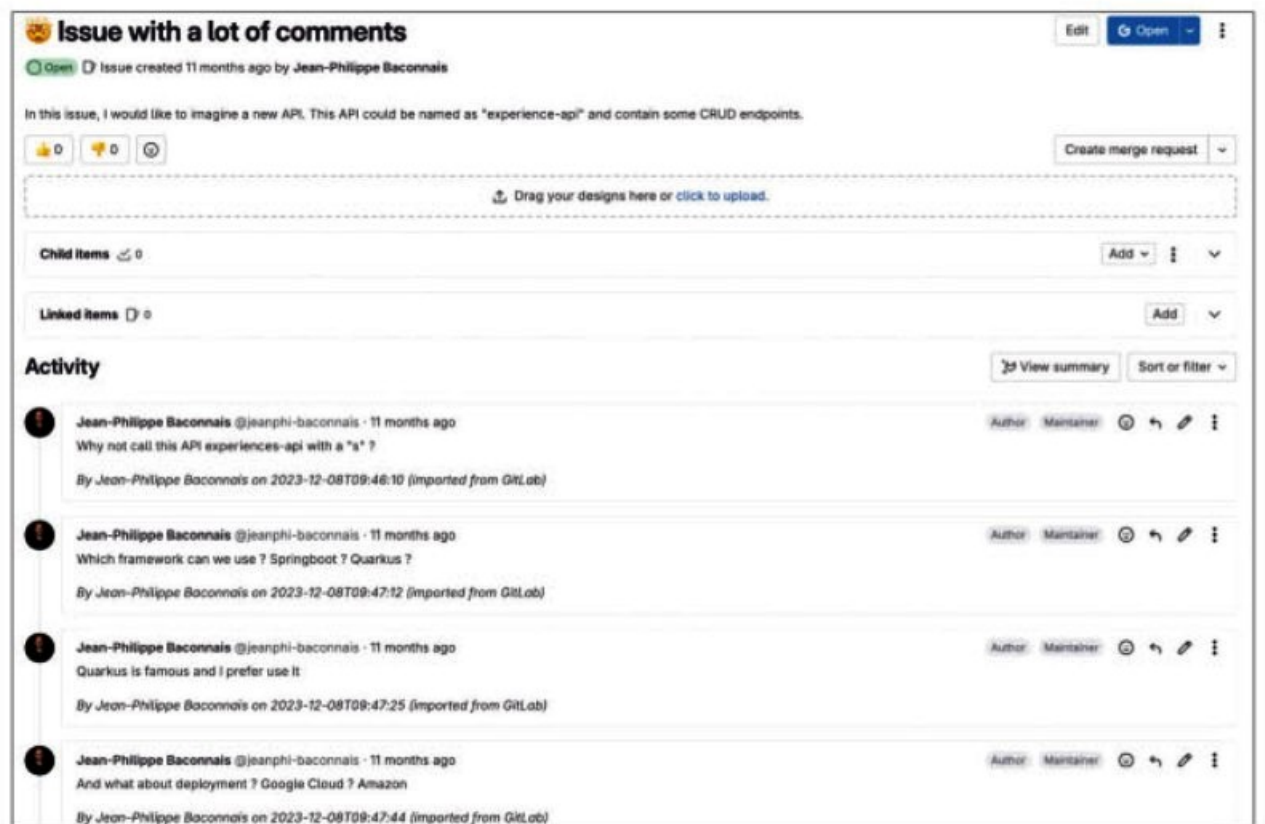 Issue with a lot of comments
Edit
Open
Open Issue created 11 months ago by Jean-Philippe Baconnais
In this issue, I would like to imagine a new API. This API could be named as "experience-api" and contain some CRUD endpoints.
0
0
Create merge request
Drag your designs here or click to upload.
Child items 0
Add
Linked items 0
Add
Activity
View summary
Sort or filter
Jean-Philippe Baconnais @jeanphi-baconnais · 11 months ago
Author Maintainer
Why not call this API experiences-api with a "s" ?
By Jean-Philippe Baconnais on 2023-12-08T09:46:10 (imported from GitLab)
Jean-Philippe Baconnais @jeanphi-baconnais · 11 months ago
Author Maintainer
Which framework can we use ? Springboot ? Quarkus ?
By Jean-Philippe Baconnais on 2023-12-08T09:47:12 (imported from GitLab)
Jean-Philippe Baconnais @jeanphi-baconnais · 11 months ago
Author Maintainer
Quarkus is famous and I prefer use it
By Jean-Philippe Baconnais on 2023-12-08T09:47:25 (imported from GitLab)
Jean-Philippe Baconnais @jeanphi-baconnais · 11 months ago
Author Maintainer
And what about deployment ? Google Cloud ? Amazon
By Jean-Philippe Baconnais on 2023-12-08T09:47:44 (imported from GitLab)